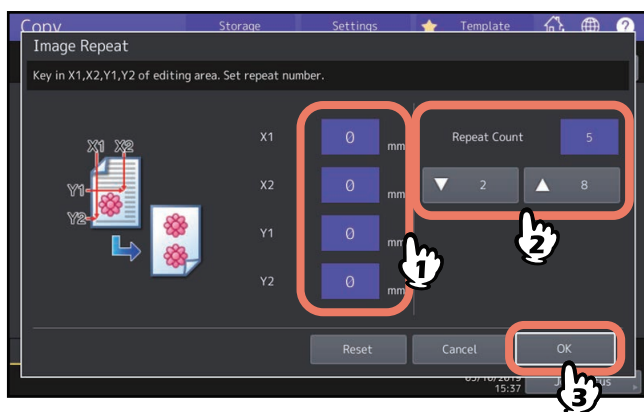 Copy
Storage
Settings
Template
?
Image Repeat
Key in X1,X2,Y1,Y2 of editing area. Set repeat number.
X1 X2
Y1
Y2
X1 0 mm
X2 0 mm
Y1 0 mm
Y2 0 mm
Repeat Count 5
2
8
1
2
Reset
Cancel
OK
3
15:37